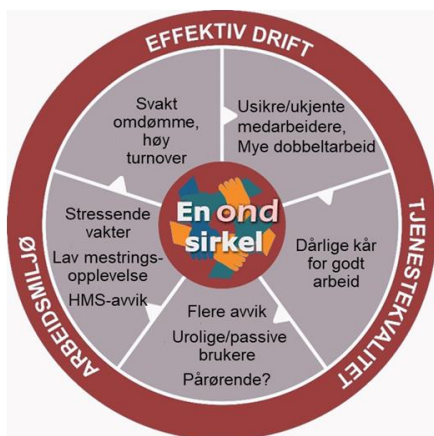 EFFEKTIV DRIFT
Svakt
omdømme,
høy
turnover
Usikre/ukjente
medarbeidere,
Mye dobbeltarbeid
Stressende
vakter
Lav mestrings-
opplevelse
HMS-avvik
En ond
sirkel
Dårlige kår
for godt
arbeid
Flere avvik
Urolige/passive
brukere
Pårørende?
ARBEIDSMILJØ
TJENESTEKVALITET